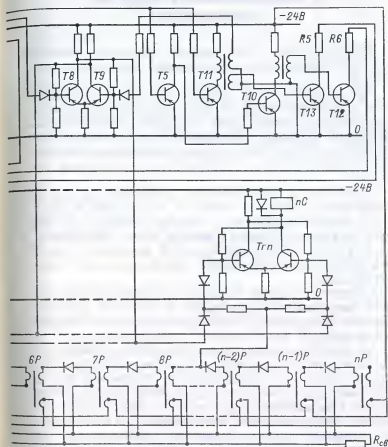 -24В
R5 R6
T8 T9 T5 T11 T10 T13 T12
0
-24В
nC
Tгn
0
6P 7P 8P (n-2)P (n-1)P nP
Rсв